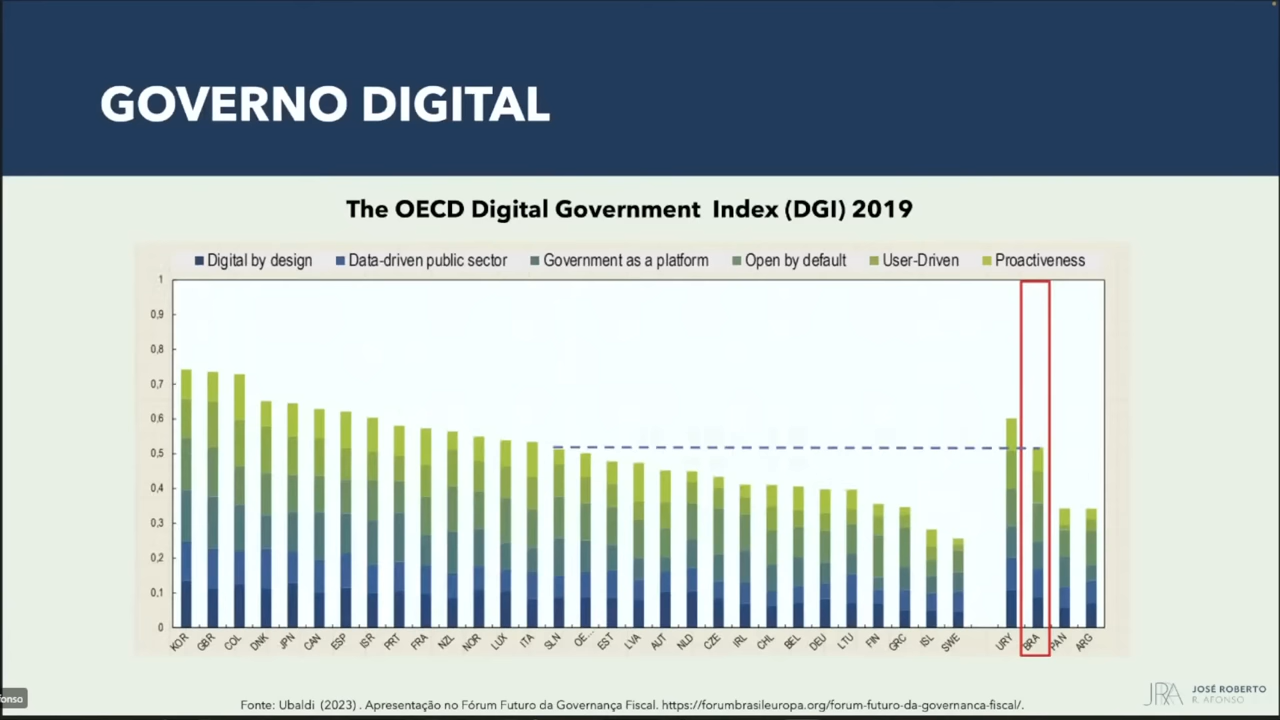 GOVERNO DIGITAL
The OECD Digital Government Index (DGI) 2019
Digital by design Data-driven public sector Government as a platform Open by default User-Driven Proactiveness
1
0,9
0,8
0,7
0,6
0,5
0,4
0,3
0,2
0,1
0
KOR GBR COL DNK JPN CAN ESP ISR PRT FRA NZL NOR LUX ITA SLN OE... EST LVA AUT NLD CZE IRL CHL BEL DEU LTU FIN GRC ISL SWE URY BRA PAN ARG
fonso
Fonte: Ubaldi (2023). Apresentação no Fórum Futuro da Governança Fiscal. https://forumbrasileuropa.org/forum-futuro-da-governanca-fiscal/.
JRA JOSÉ ROBERTO
R. AFONSO